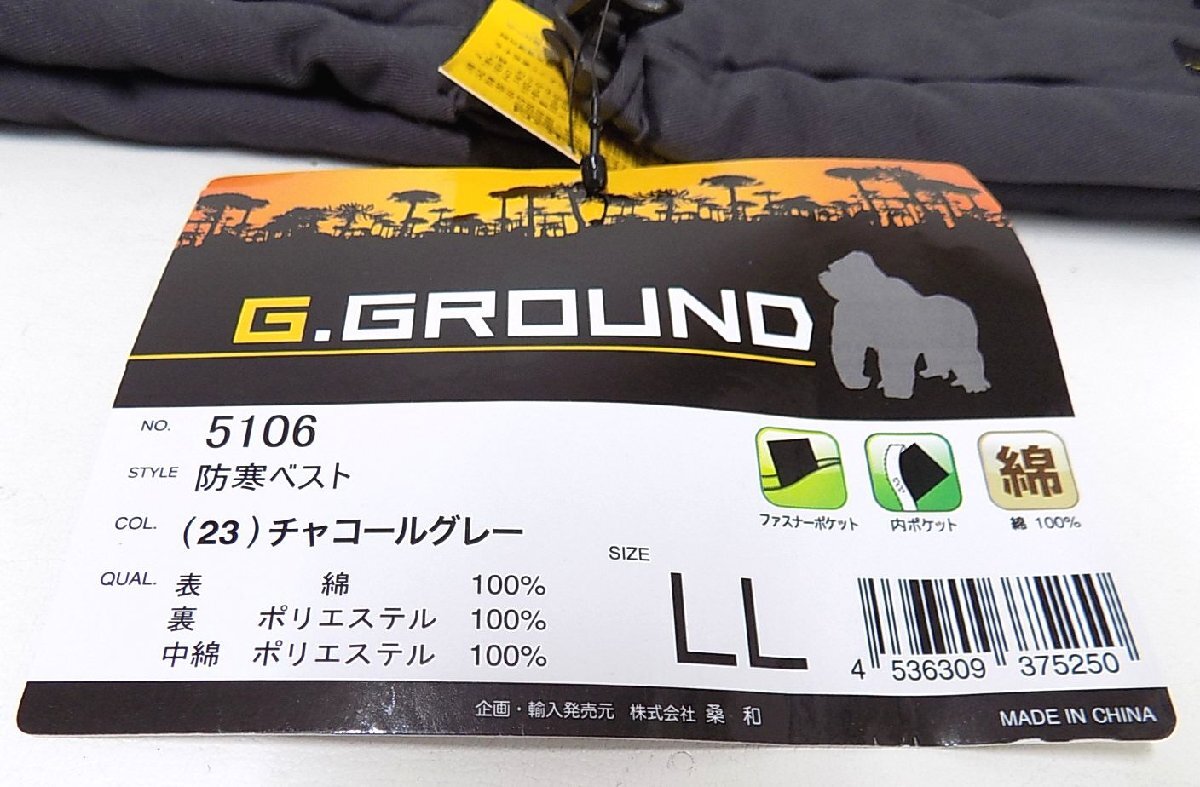 G.GROUND
NO. 5106
STYLE 防寒ベスト
COL. (23)チャコールグレー
QUAL. 表 綿 100%
裏 ポリエステル 100%
中綿 ポリエステル 100%
SIZE
LL
綿
ファスナーポケット 内ポケット 綿 100%
4 536309 375250
企画・輸入発売元 株式会社 桑和
MADE IN CHINA